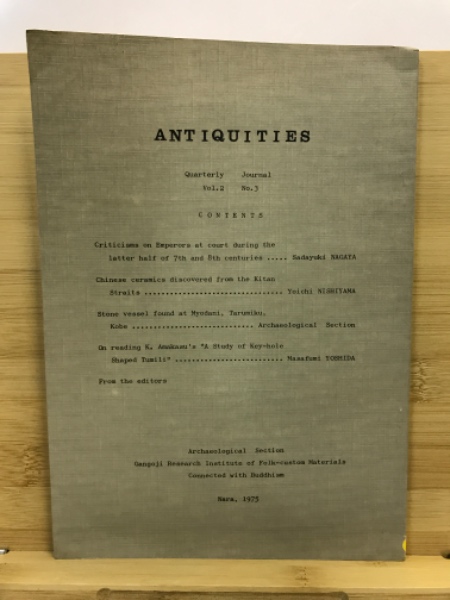 ANTIQUITIES
Quarterly Journal
Vol.2 No.3
CONTENTS
Criticisms on Emperors at court during the
latter half of 7th and 8th centuries ..... Sadayuki NAGATA
Chinese ceramics discovered from the Kitan
Straits ................................ Yoichi NISHIYAMA
Stone vessel found at Myodani, Tarumiku,
Kobe ............................ Archaeological Section
On reading K. Amakasu's "A Study of Key-hole
Shaped Tumili" ......................... Masafumi YOSHIDA
From the editors
Archaeological Section
Gangoji Research Institute of Folk-custom Materials
Connected with Buddhism
Nara, 1975